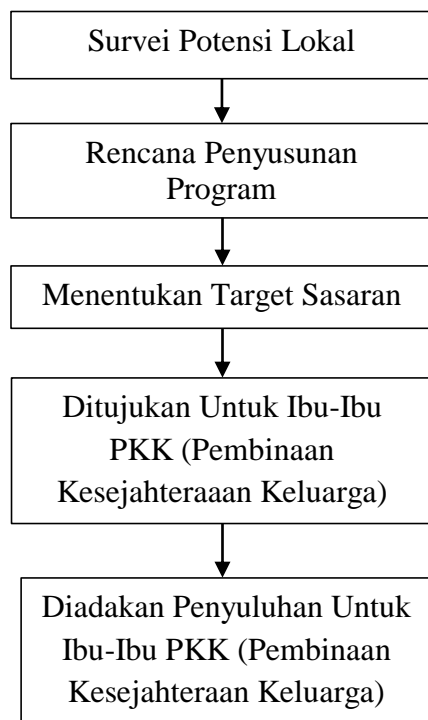 Survei Potensi Lokal
Rencana Penyusunan
Program
Menentukan Target Sasaran
Ditujukan Untuk Ibu-Ibu
PKK (Pembinaan
Kesejahteraaan Keluarga)
Diadakan Penyuluhan Untuk
Ibu-Ibu PKK (Pembinaan
Kesejahteraan Keluarga)